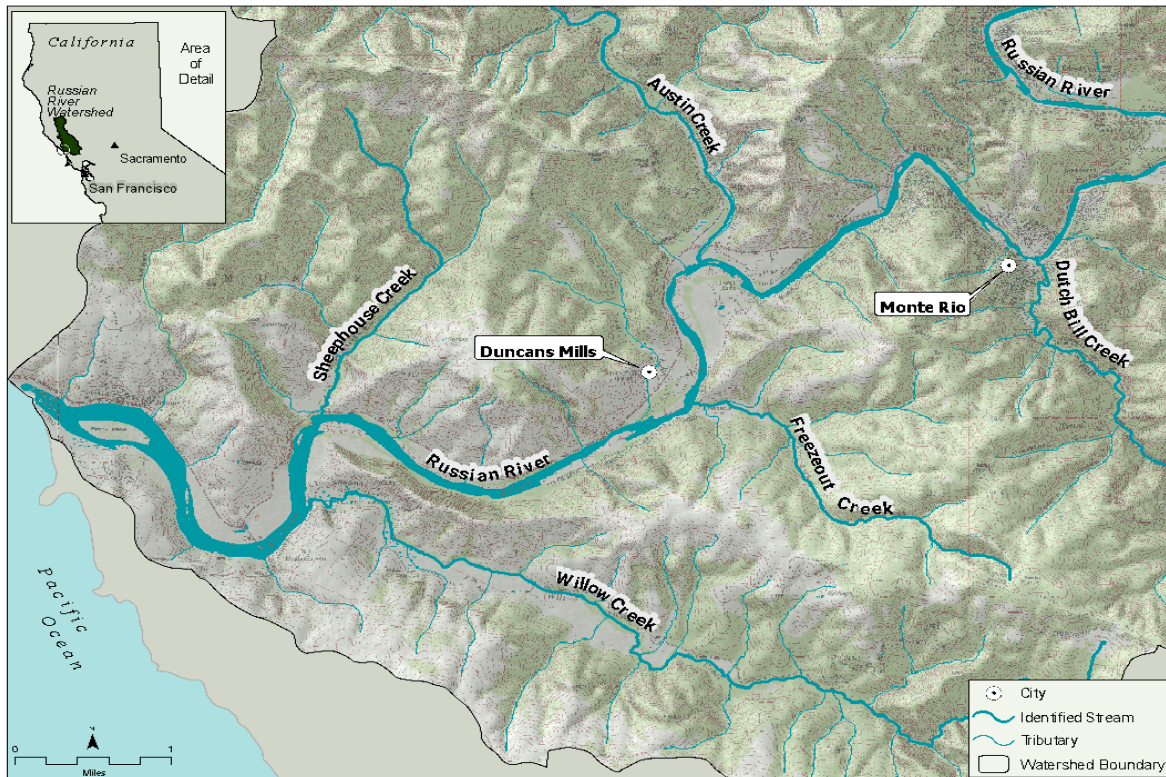 California
Area
of
Detail
Russian
River
Watershed
Sacramento
San Francisco
Austin Creek
Russian River
Sheephouse Creek
Monte Rio
Dutch Bill Creek
Duncans Mills
Russian River
Freezeout Creek
Willow Creek
Pacific
Ocean
N
0 1
Miles
City
Identified Stream
Tributary
Watershed Boundary